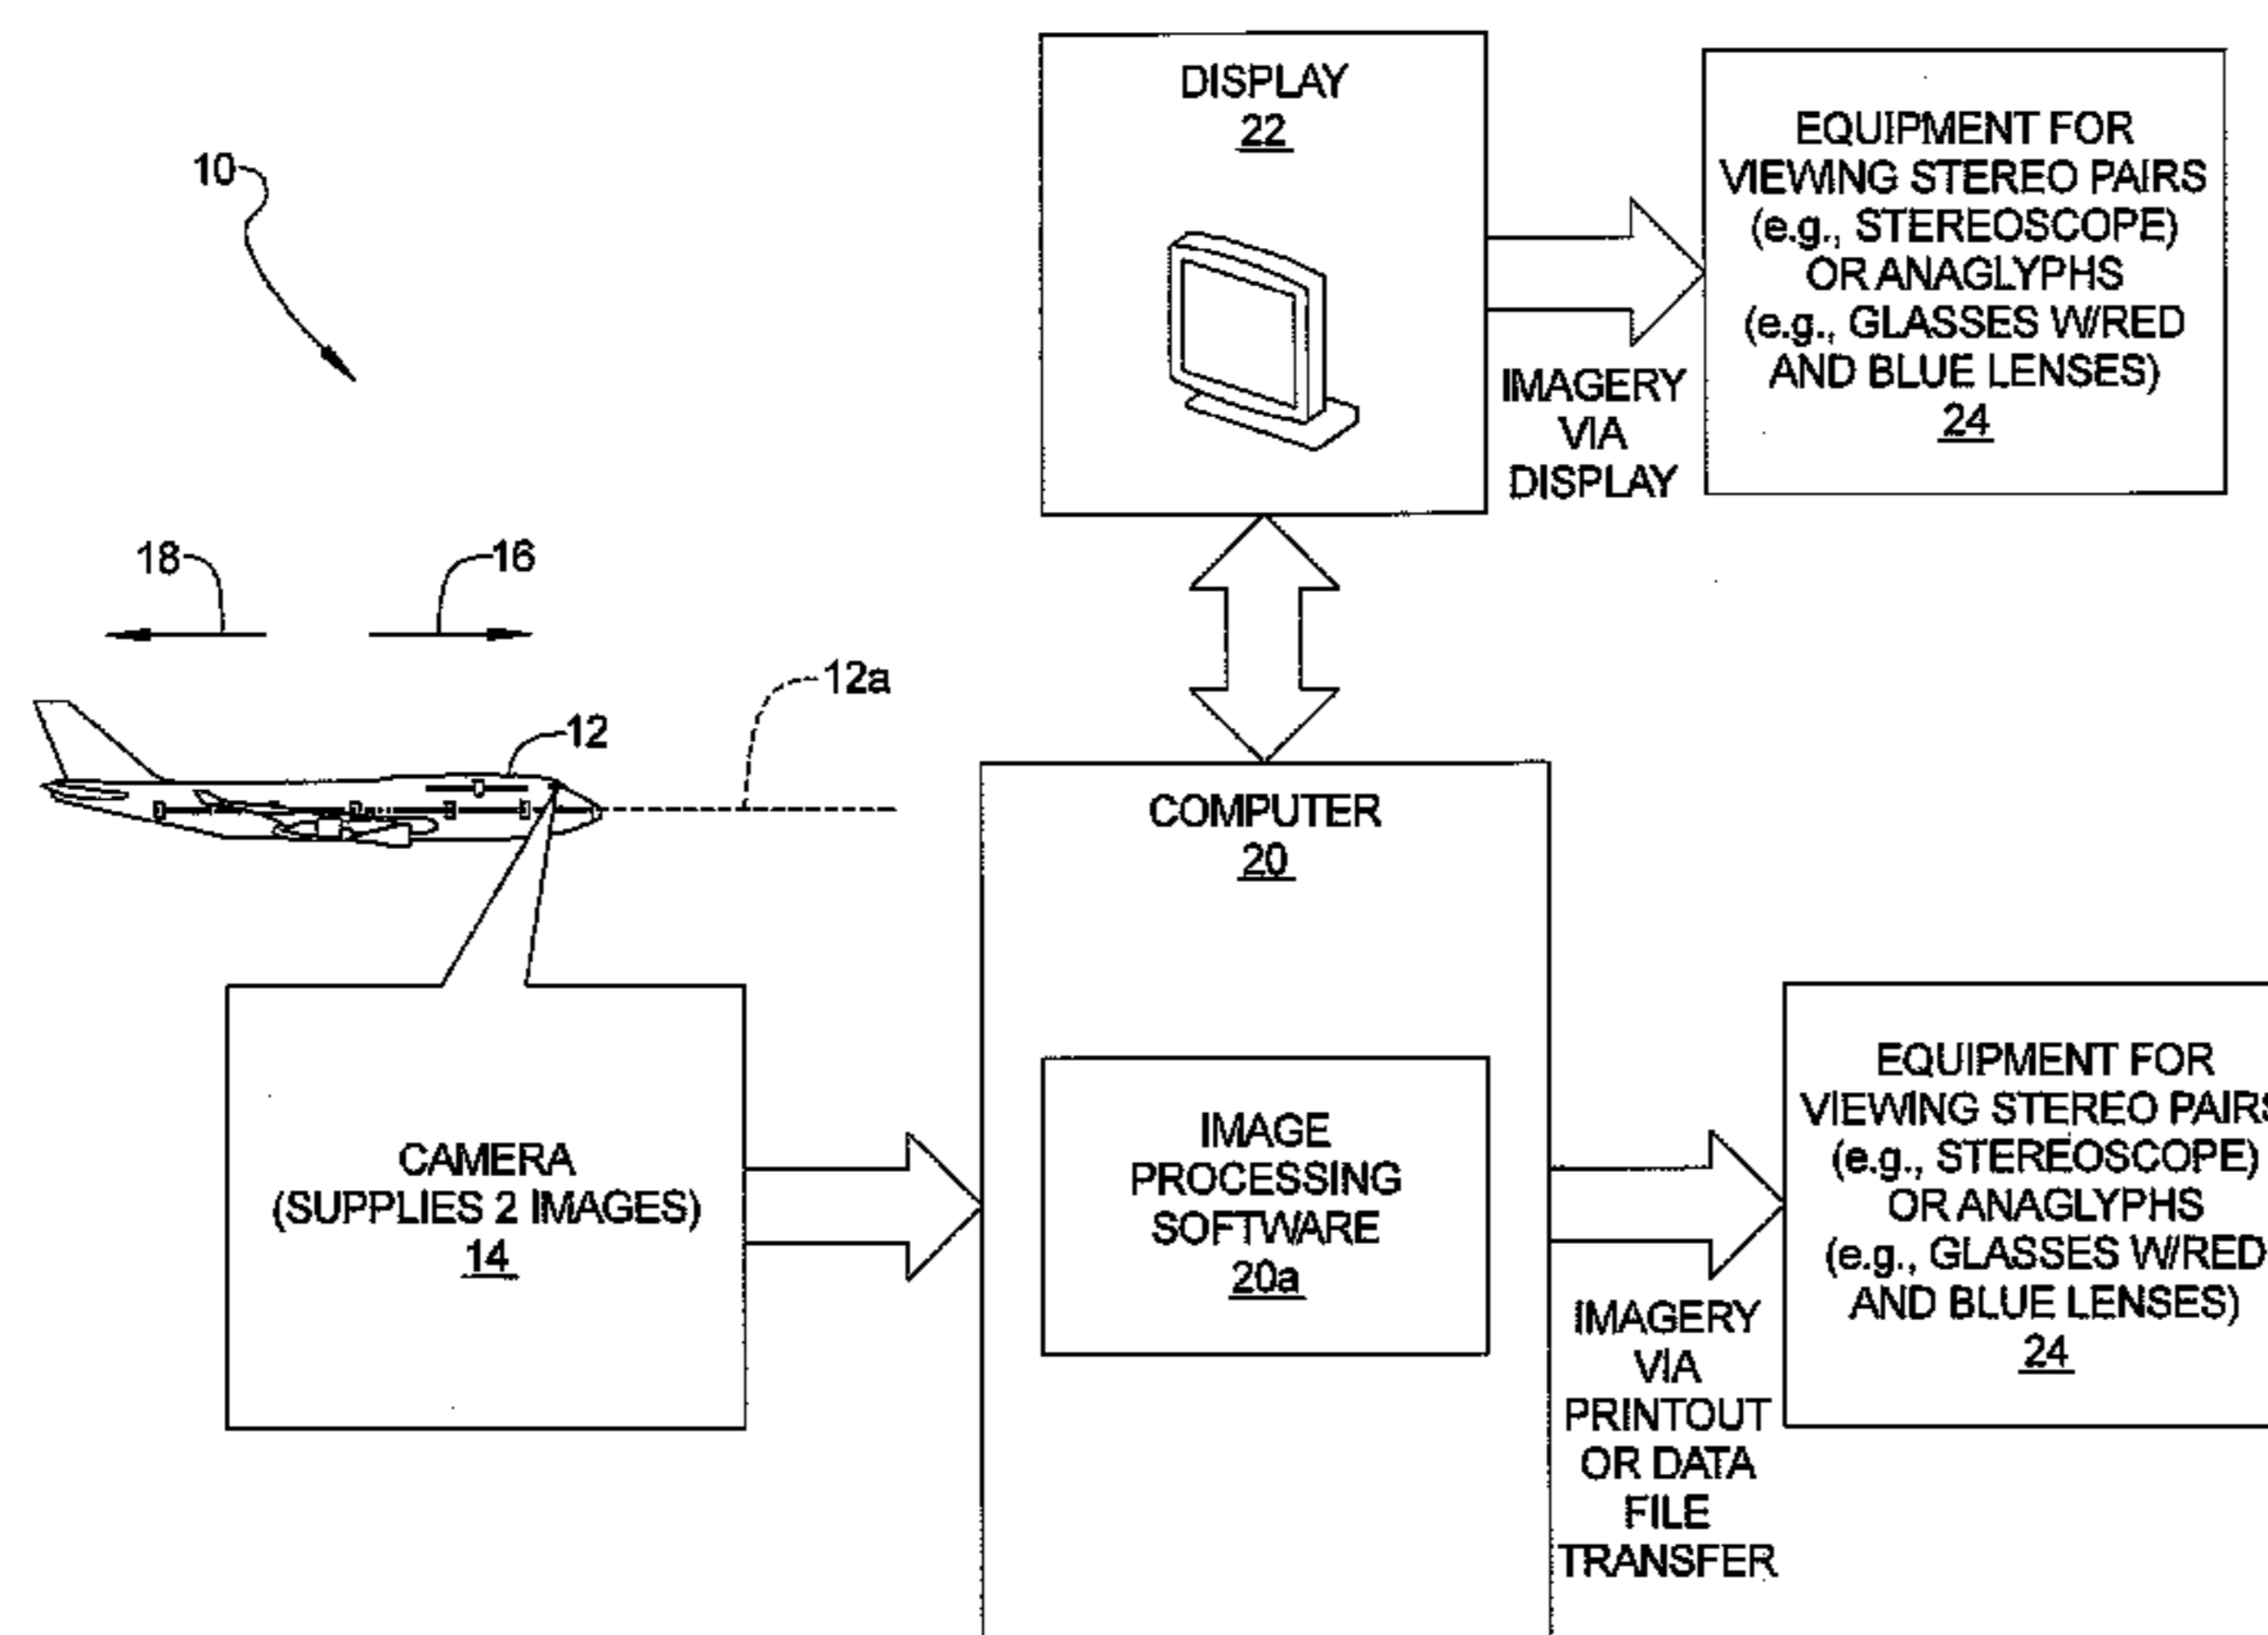 DISPLAY
22
EQUIPMENT FOR
VIEWING STEREO PAIRS
(e.g., STEREOSCOPE)
OR ANAGLYPHS
(e.g., GLASSES W/RED
AND BLUE LENSES)
24
IMAGERY
VIA
DISPLAY
10
18
16
12a
12
COMPUTER
20
CAMERA
(SUPPLIES 2 IMAGES)
14
IMAGE
PROCESSING
SOFTWARE
20a
IMAGERY
VIA
PRINTOUT
OR DATA
FILE
TRANSFER
EQUIPMENT FOR
VIEWING STEREO PAIRS
(e.g., STEREOSCOPE)
OR ANAGLYPHS
(e.g., GLASSES W/RED
AND BLUE LENSES)
24